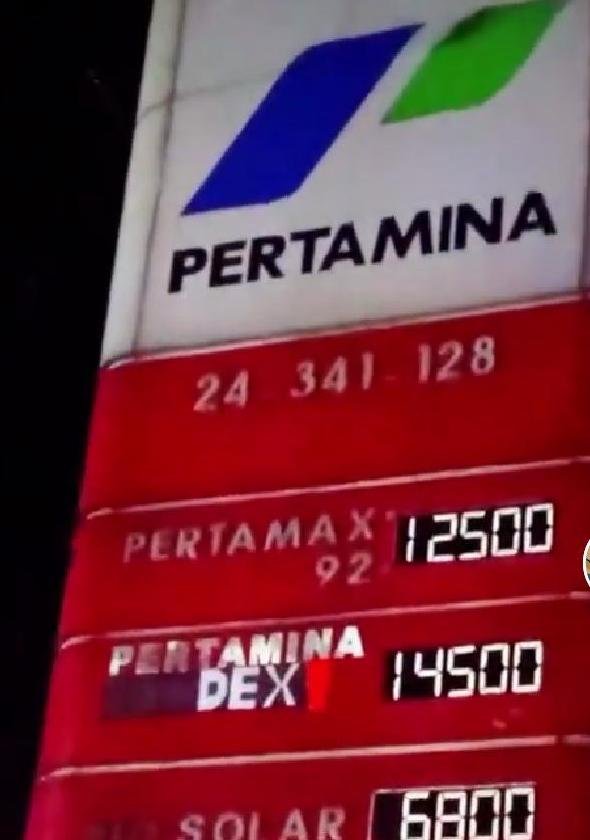 PERTAMINA
24 341 128
PERTAMAX 12500
92
PERTAMINA
DEX 14500
SOLAR 6800